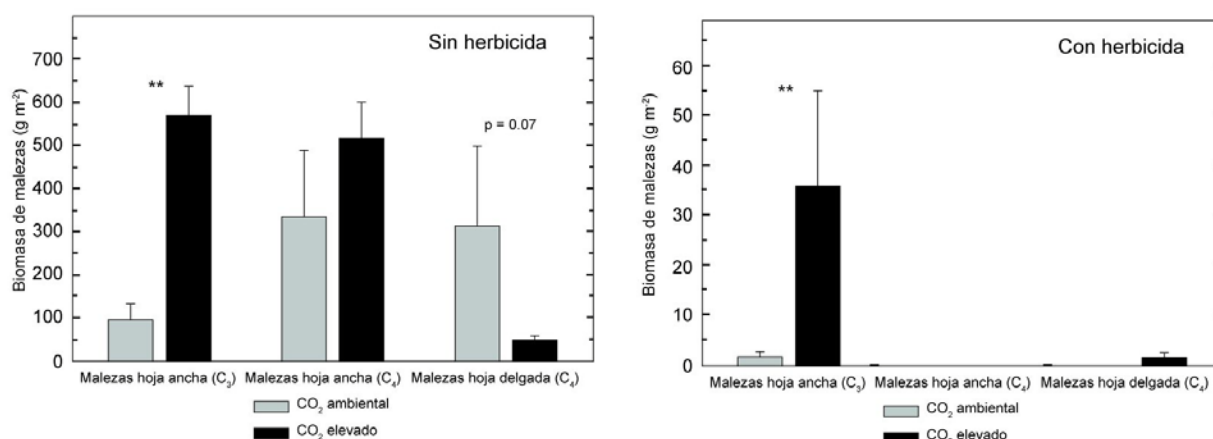 Sin herbicida
Biomasa de malezas (g m⁻²)
700
600
500
400
300
200
100
0
**
p = 0.07
Malezas hoja ancha (C₃)
Malezas hoja ancha (C₄)
Malezas hoja delgada (C₄)
CO₂ ambiental
CO₂ elevado
Con herbicida
Biomasa de malezas (g m⁻²)
60
50
40
30
20
10
0
**
Malezas hoja ancha (C₃)
Malezas hoja ancha (C₄)
Malezas hoja delgada (C₄)
CO₂ ambiental
CO₂ elevado